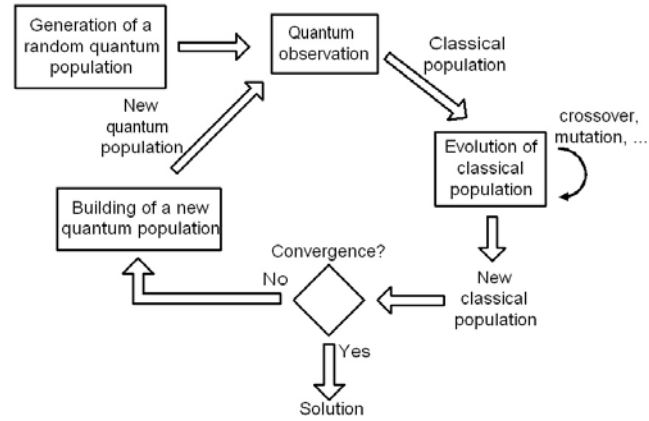 Generation of a
random quantum
population
Quantum
observation
Classical
population
New
quantum
population
crossover,
mutation, ...
Evolution of
classical
population
Building of a new
quantum population
Convergence?
No
New
classical
population
Yes
Solution